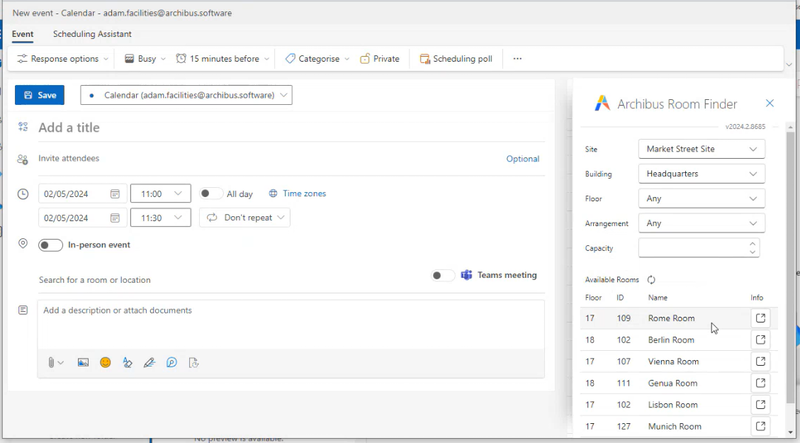 New event - Calendar - adam.facilities@archibus.software
Event Scheduling Assistant
Response options Busy 15 minutes before Categorise Private Scheduling poll ...
Save Calendar (adam.facilities@archibus.software)
Add a title
Invite attendees Optional
02/05/2024 11:00 All day Time zones
02/05/2024 11:30 Don't repeat
In-person event
Search for a room or location
Teams meeting
Add a description or attach documents
No preview is available.
Archibus Room Finder
v2024.2.8685
Site Market Street Site
Building Headquarters
Floor Any
Arrangement Any
Capacity
Available Rooms
Floor ID Name Info
17 109 Rome Room
18 102 Berlin Room
17 107 Vienna Room
18 111 Genua Room
17 102 Lisbon Room
17 127 Munich Room